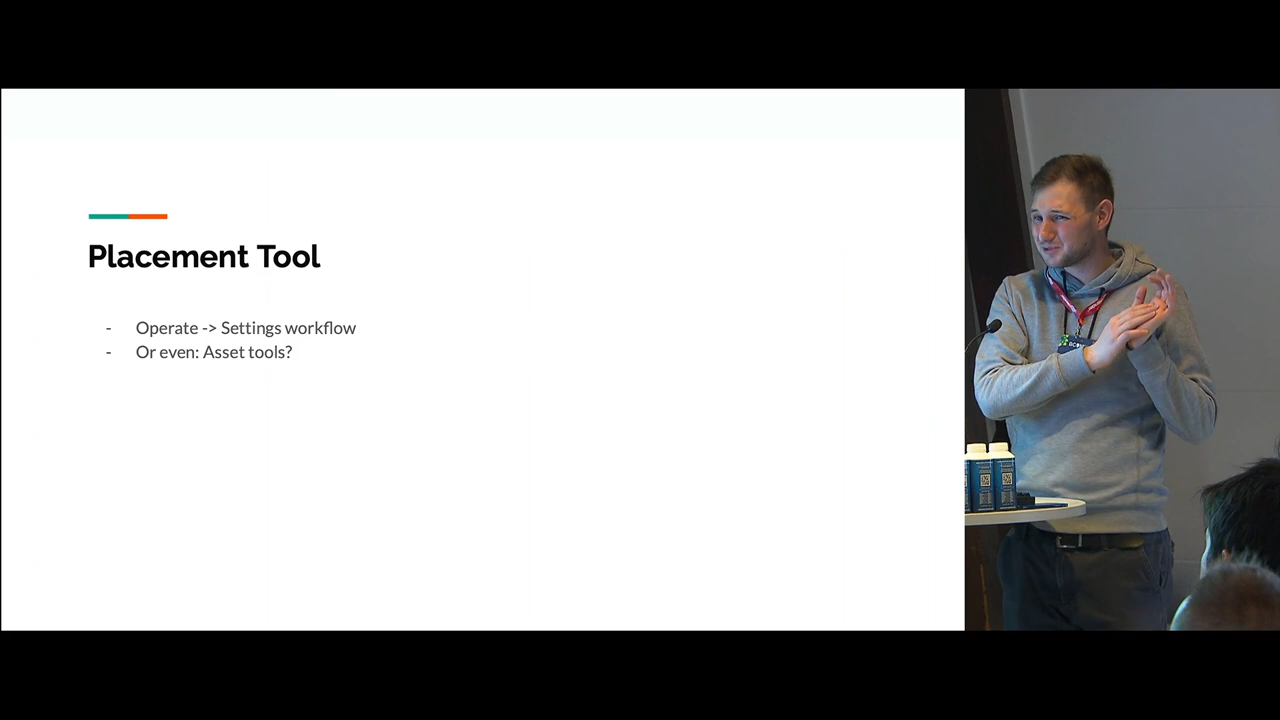 Placement Tool
- Operate -> Settings workflow
- Or even: Asset tools?